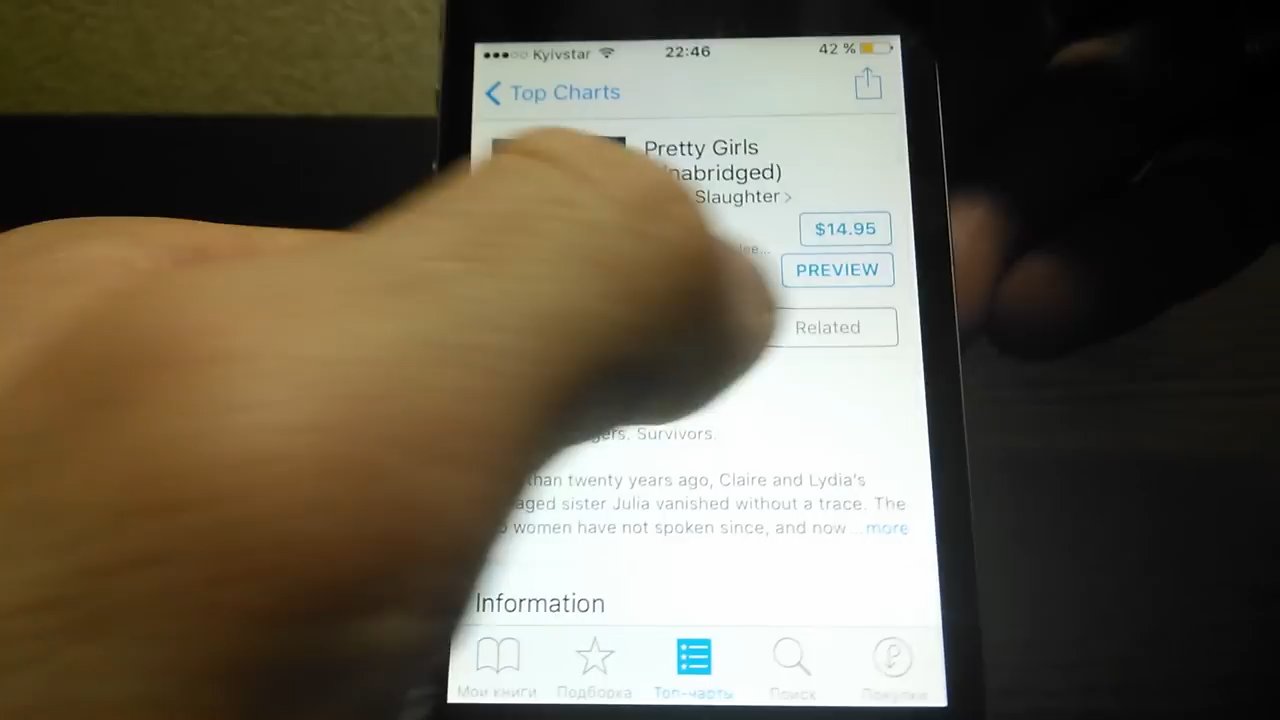 Kyivstar 22:46 42 %
Top Charts
Pretty Girls
nabridged)
Slaughter >
$14.95
lee...
PREVIEW
Related
gers. Survivors.
than twenty years ago, Claire and Lydia's
aged sister Julia vanished without a trace. The
women have not spoken since, and now ... more
Information
Мои книги Подборка Топ-чарты Поиск Покупки